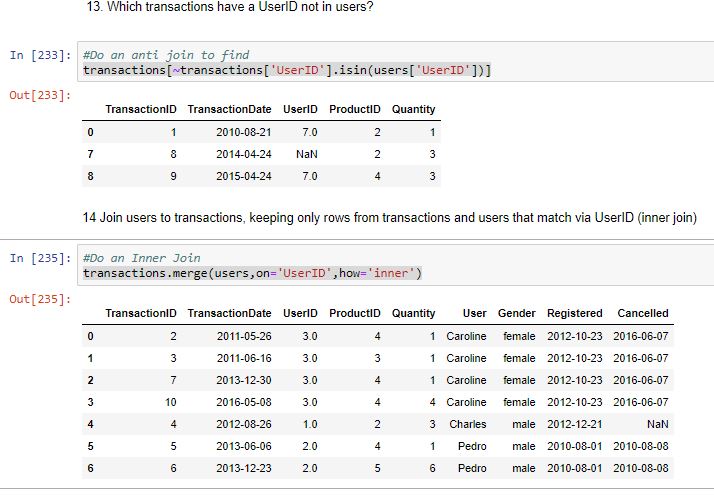 13. Which transactions have a UserID not in users?
In [233]: #Do an anti join to find
transactions[~transactions['UserID'].isin(users['UserID'])]
Out[233]:
TransactionID TransactionDate UserID ProductID Quantity
0 1 2010-08-21 7.0 2 1
7 8 2014-04-24 NaN 2 3
8 9 2015-04-24 7.0 4 3
14 Join users to transactions, keeping only rows from transactions and users that match via UserID (inner join)
In [235]: #Do an Inner Join
transactions.merge(users,on='UserID',how='inner')
Out[235]:
TransactionID TransactionDate UserID ProductID Quantity User Gender Registered Cancelled
0 2 2011-05-26 3.0 4 1 Caroline female 2012-10-23 2016-06-07
1 3 2011-06-16 3.0 3 1 Caroline female 2012-10-23 2016-06-07
2 7 2013-12-30 3.0 4 1 Caroline female 2012-10-23 2016-06-07
3 10 2016-05-08 3.0 4 4 Caroline female 2012-10-23 2016-06-07
4 4 2012-08-26 1.0 2 3 Charles male 2012-12-21 NaN
5 5 2013-06-06 2.0 4 1 Pedro male 2010-08-01 2010-08-08
6 6 2013-12-23 2.0 5 6 Pedro male 2010-08-01 2010-08-08